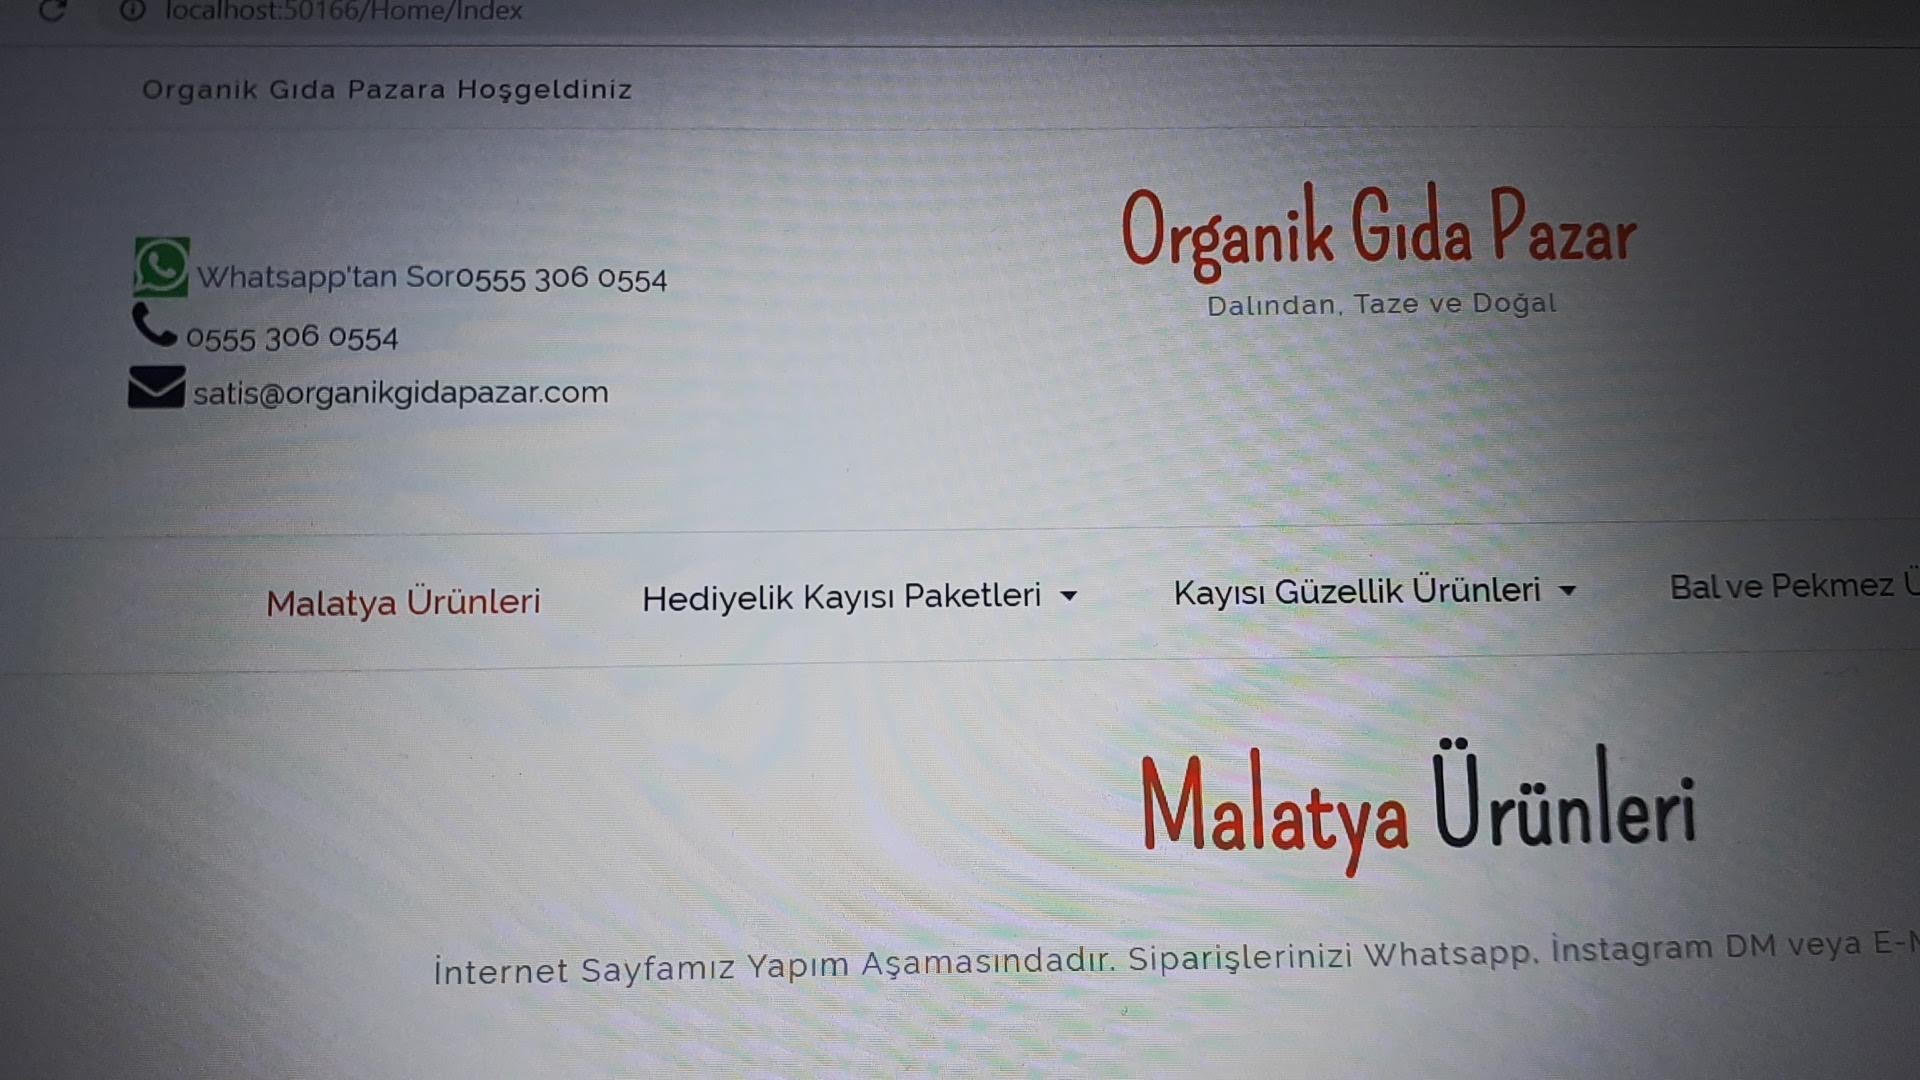 localhost:50166/Home/Index
Organik Gıda Pazara Hoşgeldiniz
Organik Gıda Pazar
Dalından, Taze ve Doğal
Whatsapp'tan Sor0555 306 0554
0555 306 0554
satis@organikgidapazar.com
Malatya Ürünleri Hediyelik Kayısı Paketleri Kayısı Güzellik Ürünleri Bal ve Pekmez
Malatya Ürünleri
İnternet Sayfamız Yapım Aşamasındadır. Siparişlerinizi Whatsapp, İnstagram DM veya